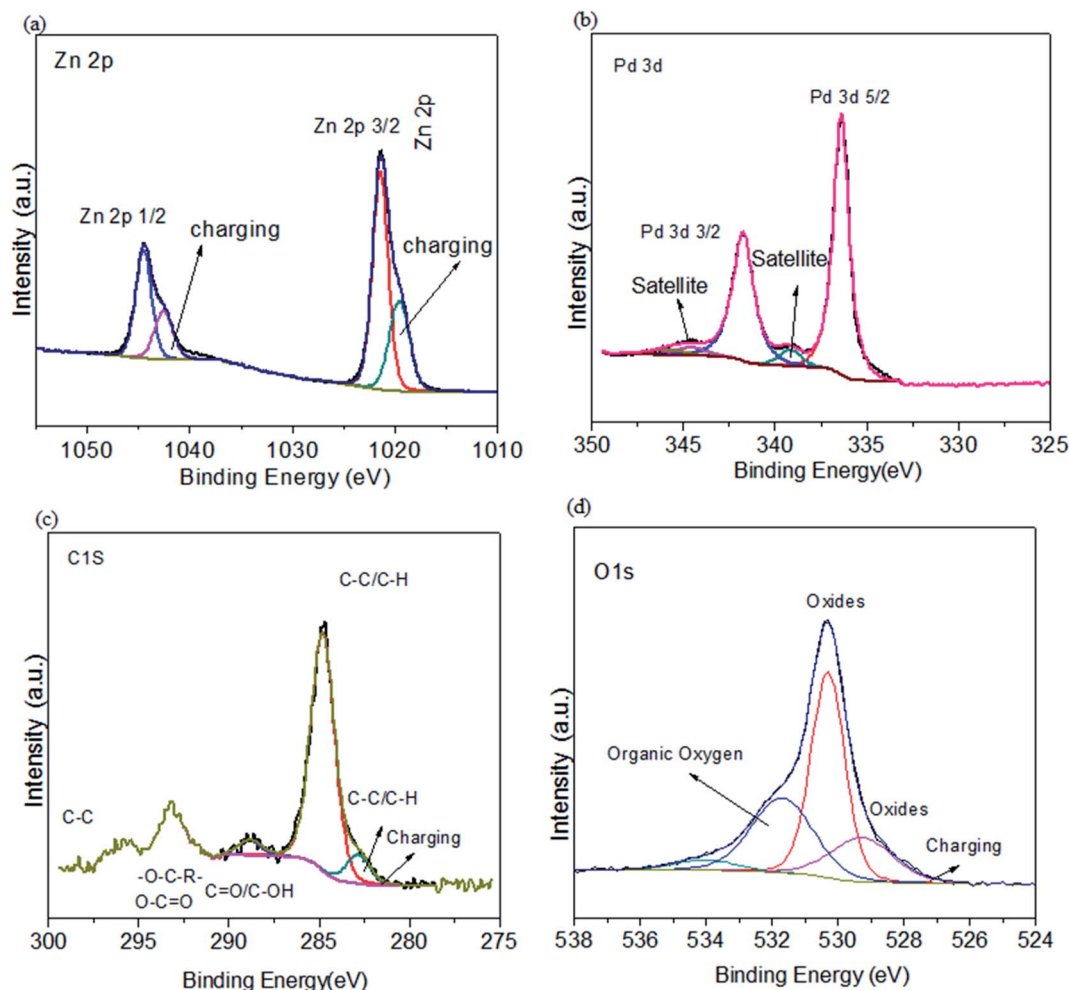 (a)
Zn 2p
Zn 2p 3/2
Zn 2p
Zn 2p 1/2
charging
charging
Intensity (a.u.)
1050 1040 1030 1020 1010
Binding Energy (eV)
(b)
Pd 3d
Pd 3d 5/2
Pd 3d 3/2
Satellite
Satellite
Intensity (a.u.)
350 345 340 335 330 325
Binding Energy(eV)
(c)
C1S
C-C/C-H
C-C/C-H
Charging
C-C
-O-C-R-
O-C=O
C=O/C-OH
Intensity (a.u.)
300 295 290 285 280 275
Binding Energy(eV)
(d)
O1s
Oxides
Organic Oxygen
Oxides
Charging
Intensity (a.u.)
538 536 534 532 530 528 526 524
Binding Energy (eV)